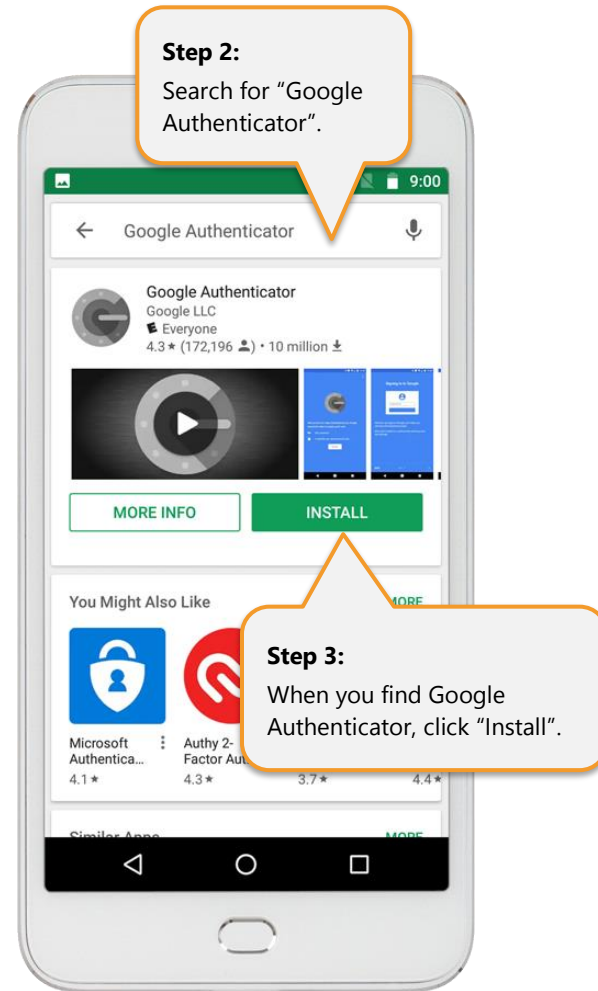 Step 2:
Search for “Google
Authenticator”.
9:00
Google Authenticator
Google Authenticator
Google LLC
Everyone
4.3★ (172,196) • 10 million
MORE INFO
INSTALL
You Might Also Like
MORE
Step 3:
When you find Google
Authenticator, click “Install”.
Microsoft
Authentica...
4.1★
Authy 2-
Factor Aut
4.3★
3.7★
4.4★
Similar Apps
MORE